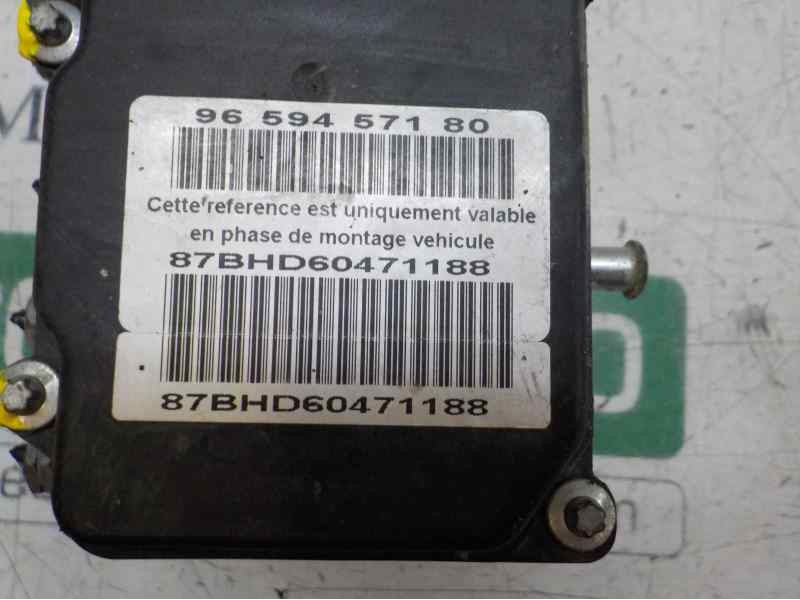 96 594 571 80
Cette reference est uniquement valable
en phase de montage vehicule
87BHD60471188
87BHD60471188